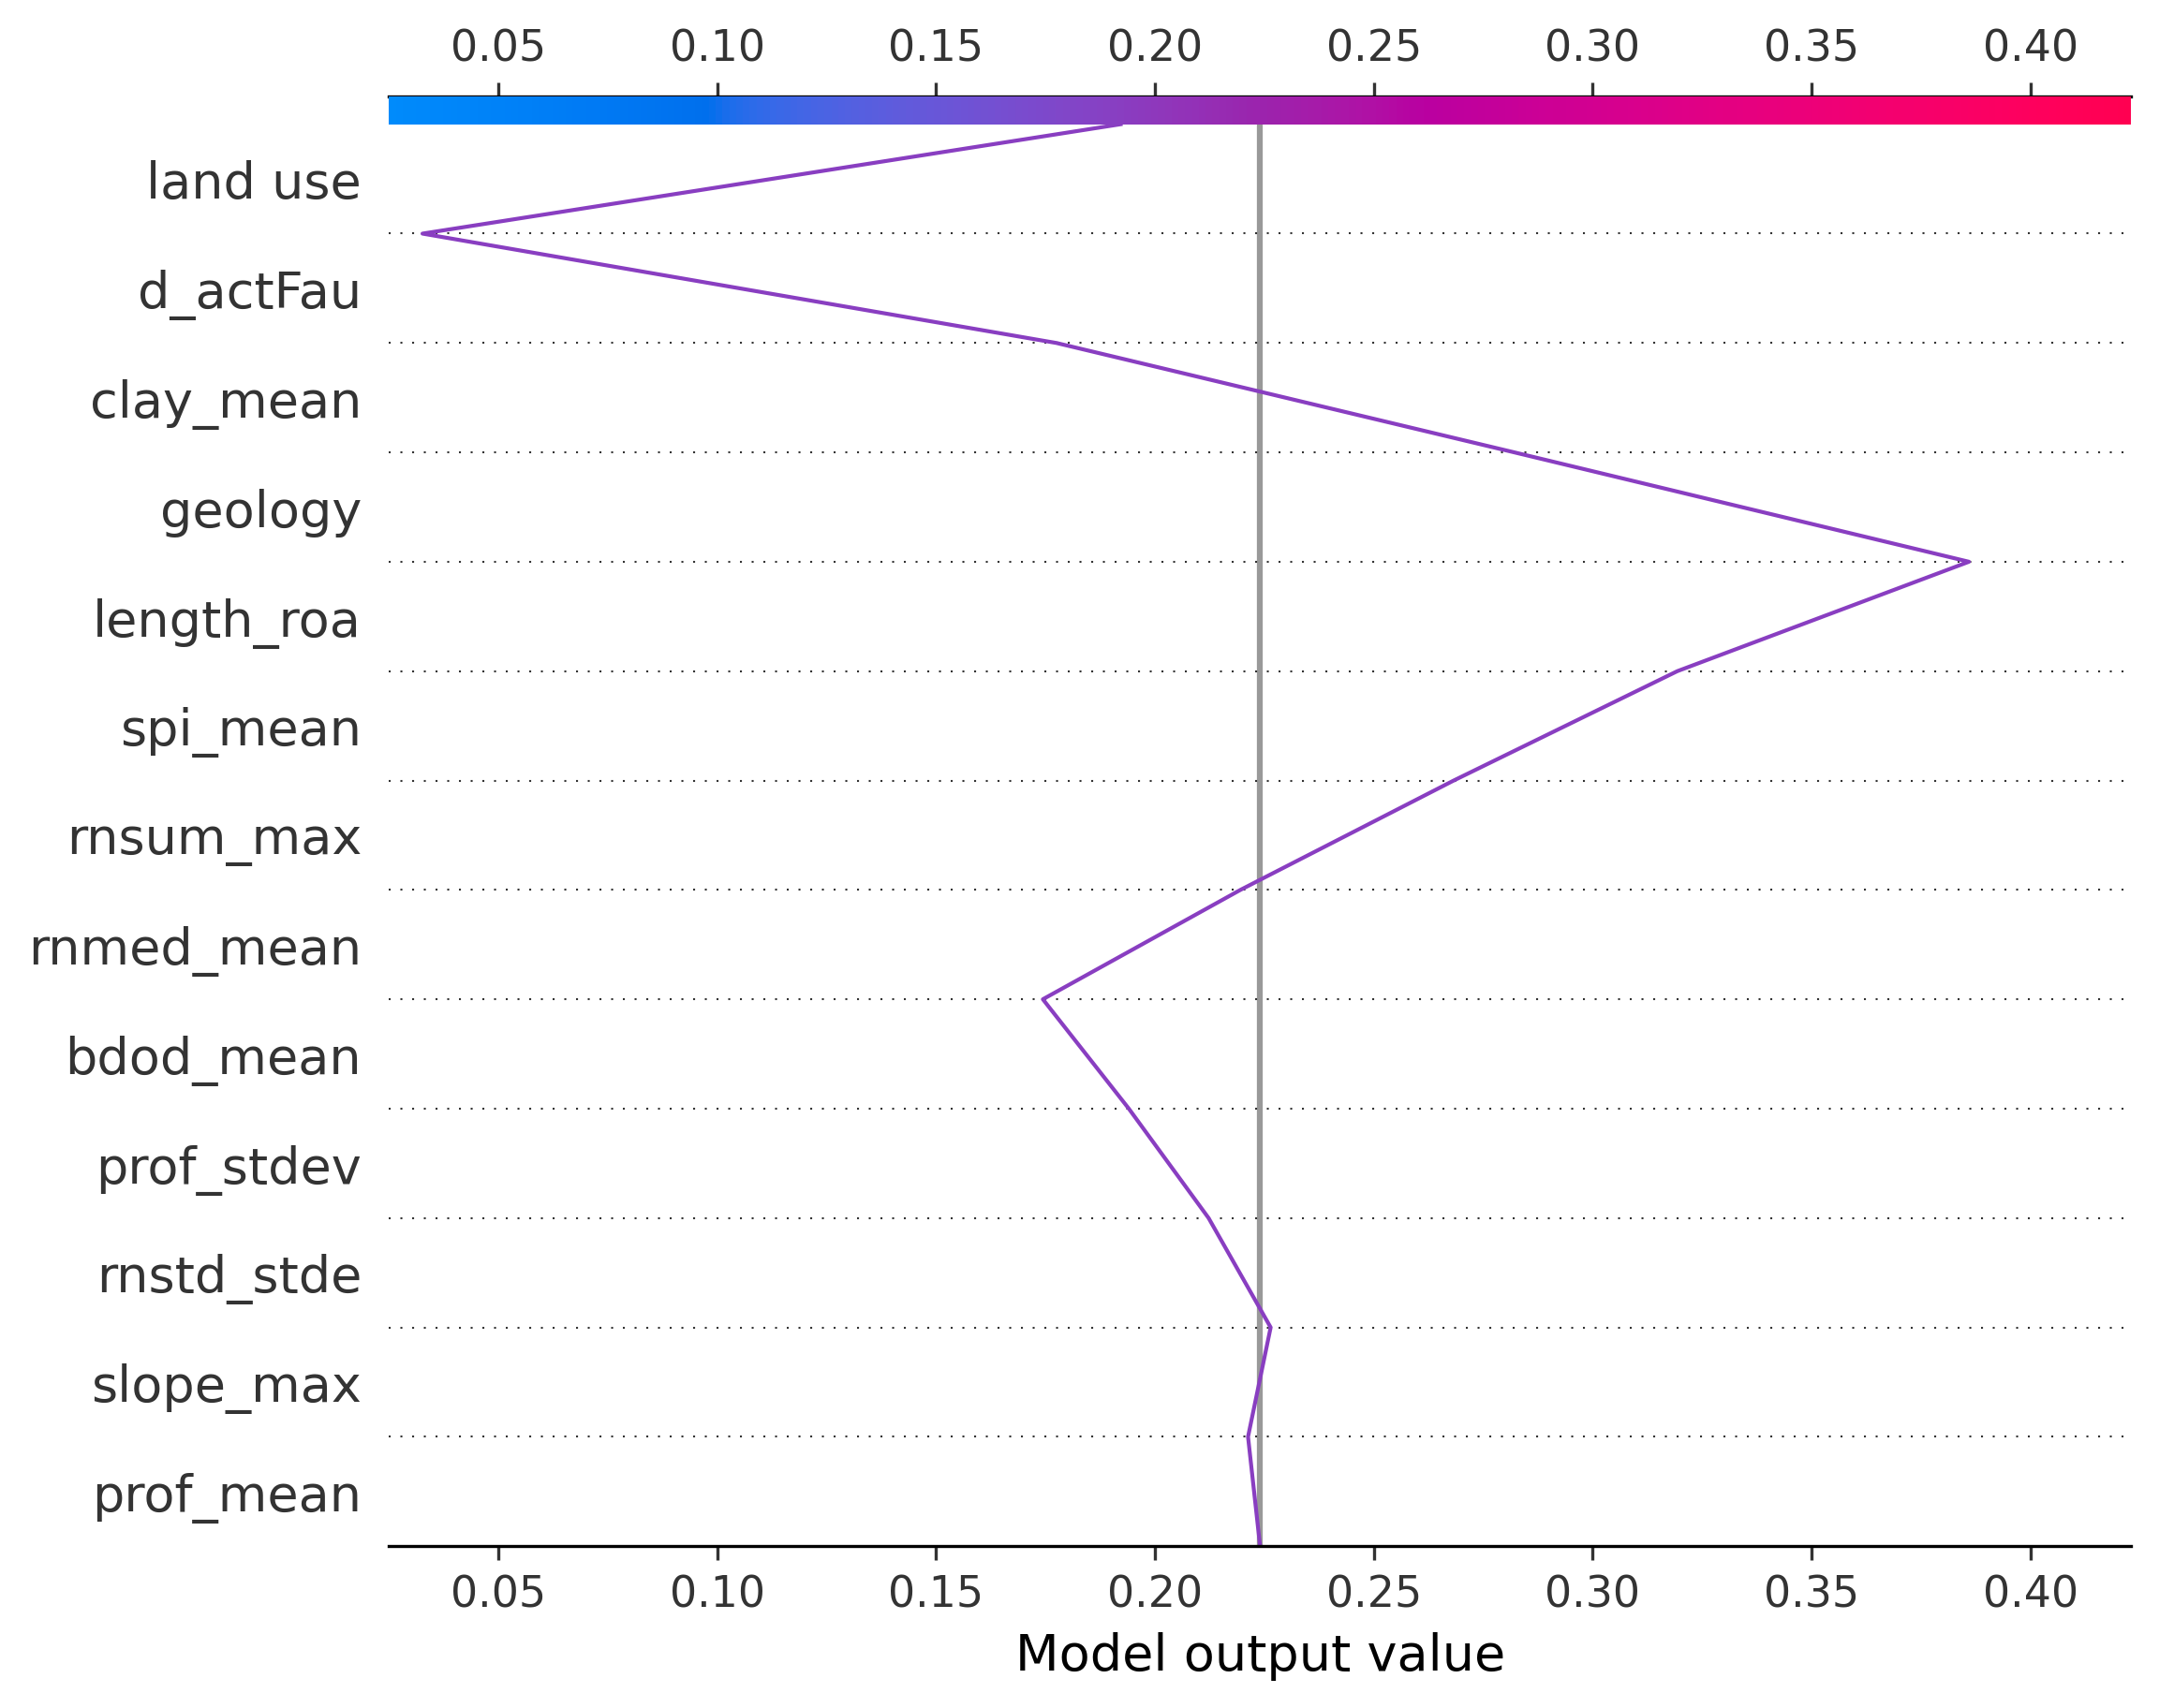 0.05 0.10 0.15 0.20 0.25 0.30 0.35 0.40
land use
d_actFau
clay_mean
geology
length_roa
spi_mean
rnsum_max
rnmed_mean
bdod_mean
prof_stdev
rnstd_stde
slope_max
prof_mean
0.05 0.10 0.15 0.20 0.25 0.30 0.35 0.40
Model output value